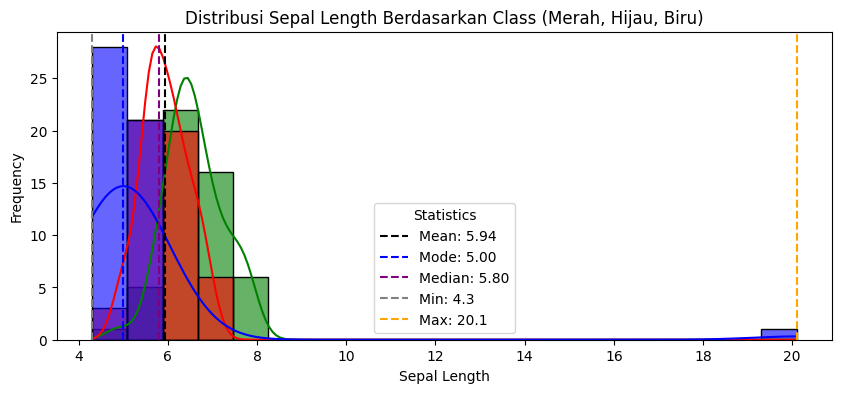 Distribusi Sepal Length Berdasarkan Class (Merah, Hijau, Biru)
Frequency
25
20
15
10
5
0
Statistics
Mean: 5.94
Mode: 5.00
Median: 5.80
Min: 4.3
Max: 20.1
4 6 8 10 12 14 16 18 20
Sepal Length